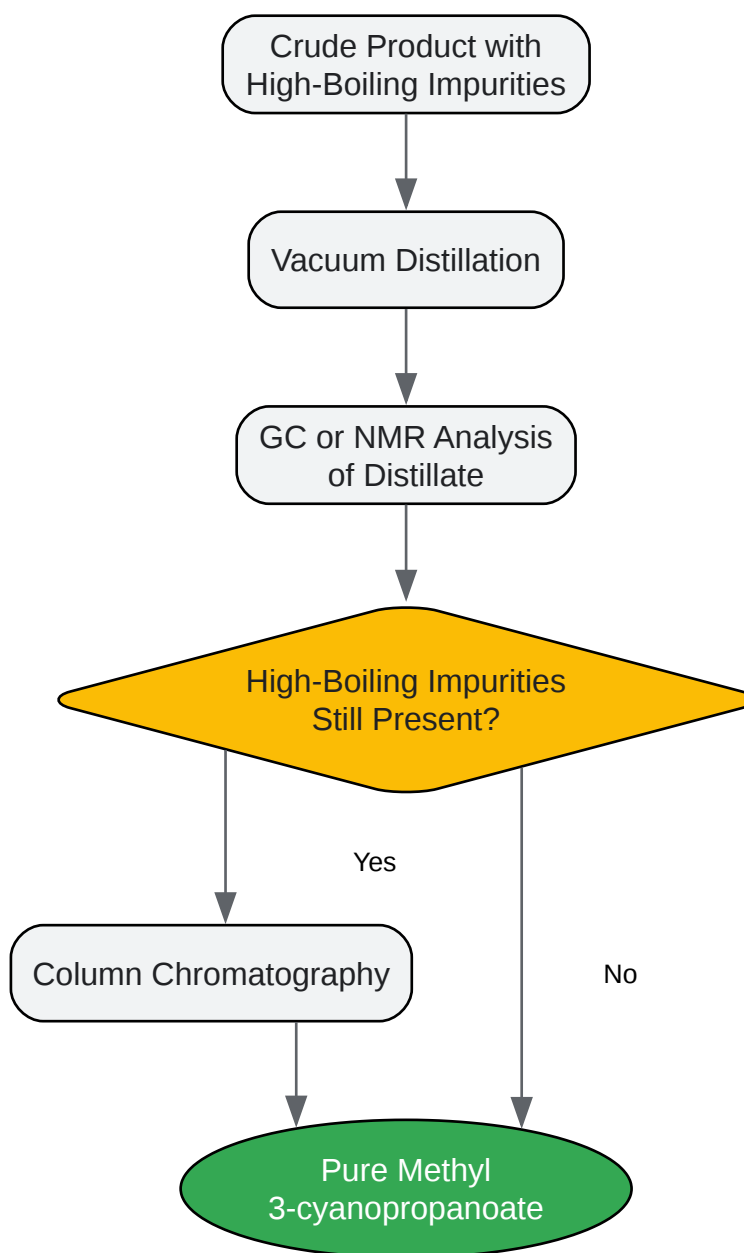 Crude Product with
High-Boiling Impurities
Vacuum Distillation
GC or NMR Analysis
of Distillate
High-Boiling Impurities
Still Present?
Yes
Column Chromatography
No
Pure Methyl
3-cyanopropanoate